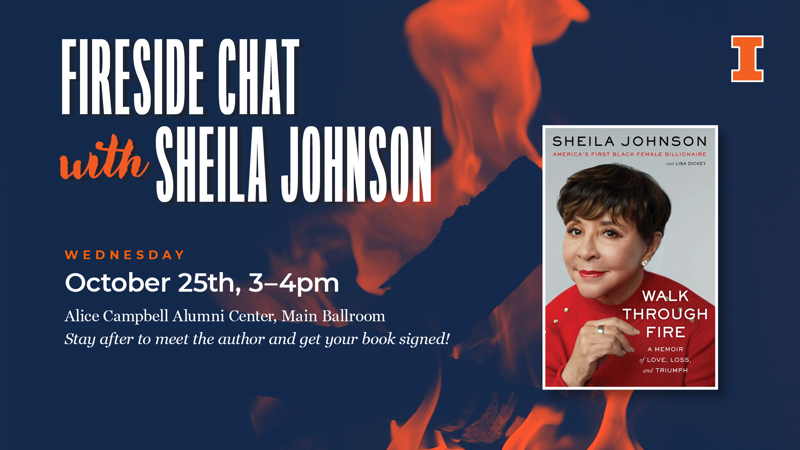 FIRESIDE CHAT
with SHEILA JOHNSON
WEDNESDAY
October 25th, 3–4pm
Alice Campbell Alumni Center, Main Ballroom
Stay after to meet the author and get your book signed!
I
SHEILA JOHNSON
AMERICA'S FIRST BLACK FEMALE BILLIONAIRE
with LISA DICKEY
WALK
THROUGH
FIRE
A MEMOIR
of LOVE, LOSS,
and TRIUMPH